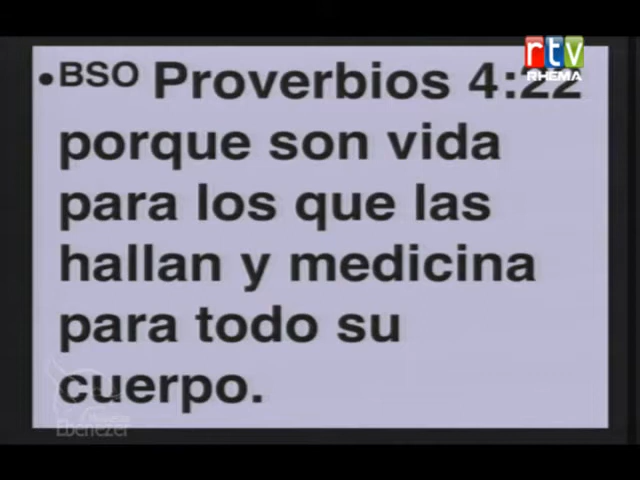 rtv
RHEMA
•BSO Proverbios 4:22
porque son vida
para los que las
hallan y medicina
para todo su
cuerpo.
Ebenezer